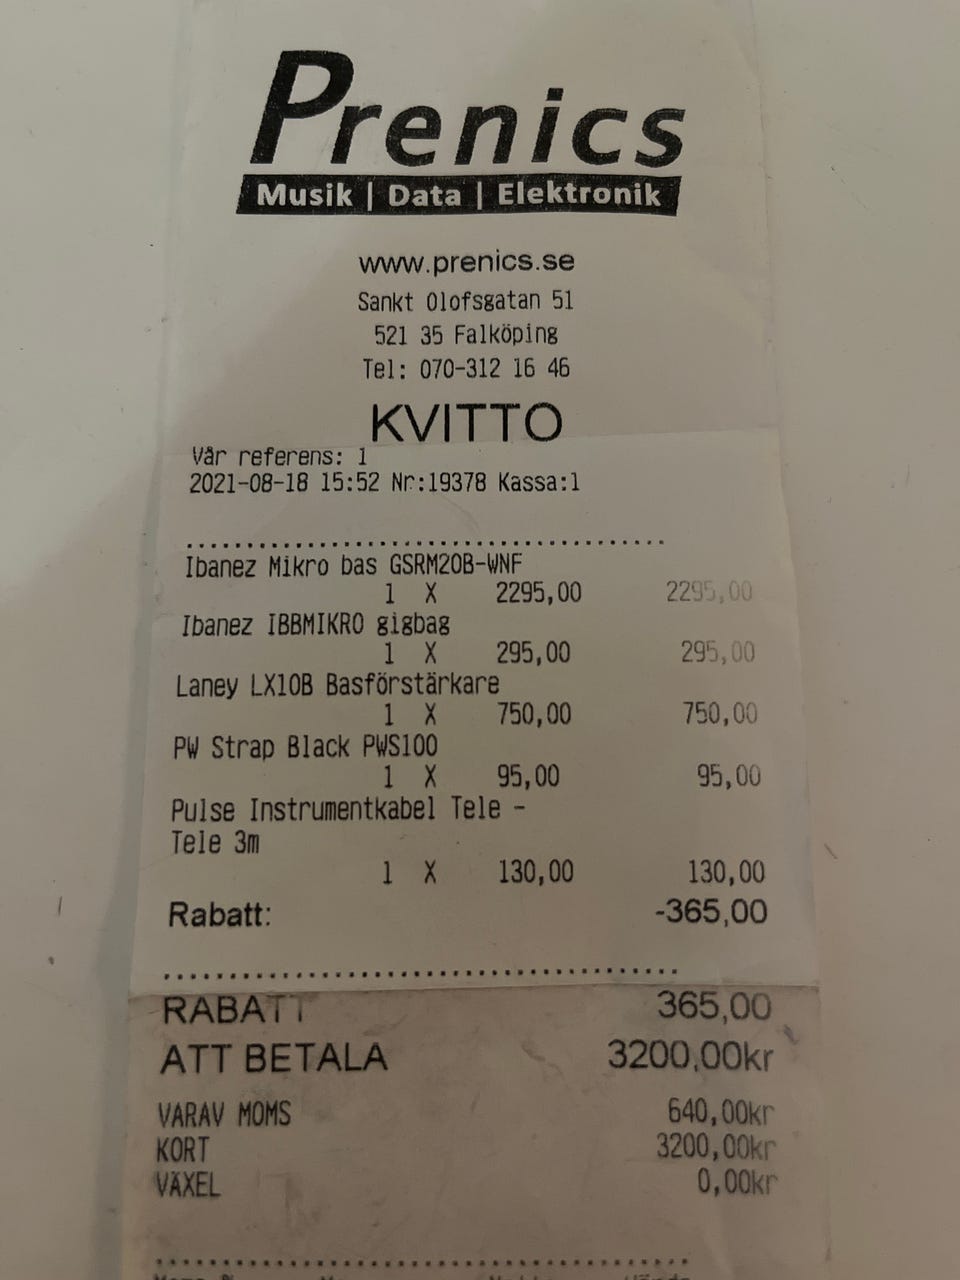 Prenics
Musik | Data | Elektronik
www.prenics.se
Sankt Olofsgatan 51
521 35 Falköping
Tel: 070-312 16 46
KVITTO
Vår referens: 1
2021-08-18 15:52 Nr:19378 Kassa:1
Ibanez Mikro bas GSRM20B-WNF
1 X 2295,00 2295,00
Ibanez IBBMIKRO gigbag
1 X 295,00 295,00
Laney LX10B Basförstärkare
1 X 750,00 750,00
PW Strap Black PWS100
1 X 95,00 95,00
Pulse Instrumentkabel Tele -
Tele 3m
1 X 130,00 130,00
Rabatt: -365,00
RABATT 365,00
ATT BETALA 3200,00kr
VARAV MOMS 640,00kr
KORT 3200,00kr
VÄXEL 0,00kr